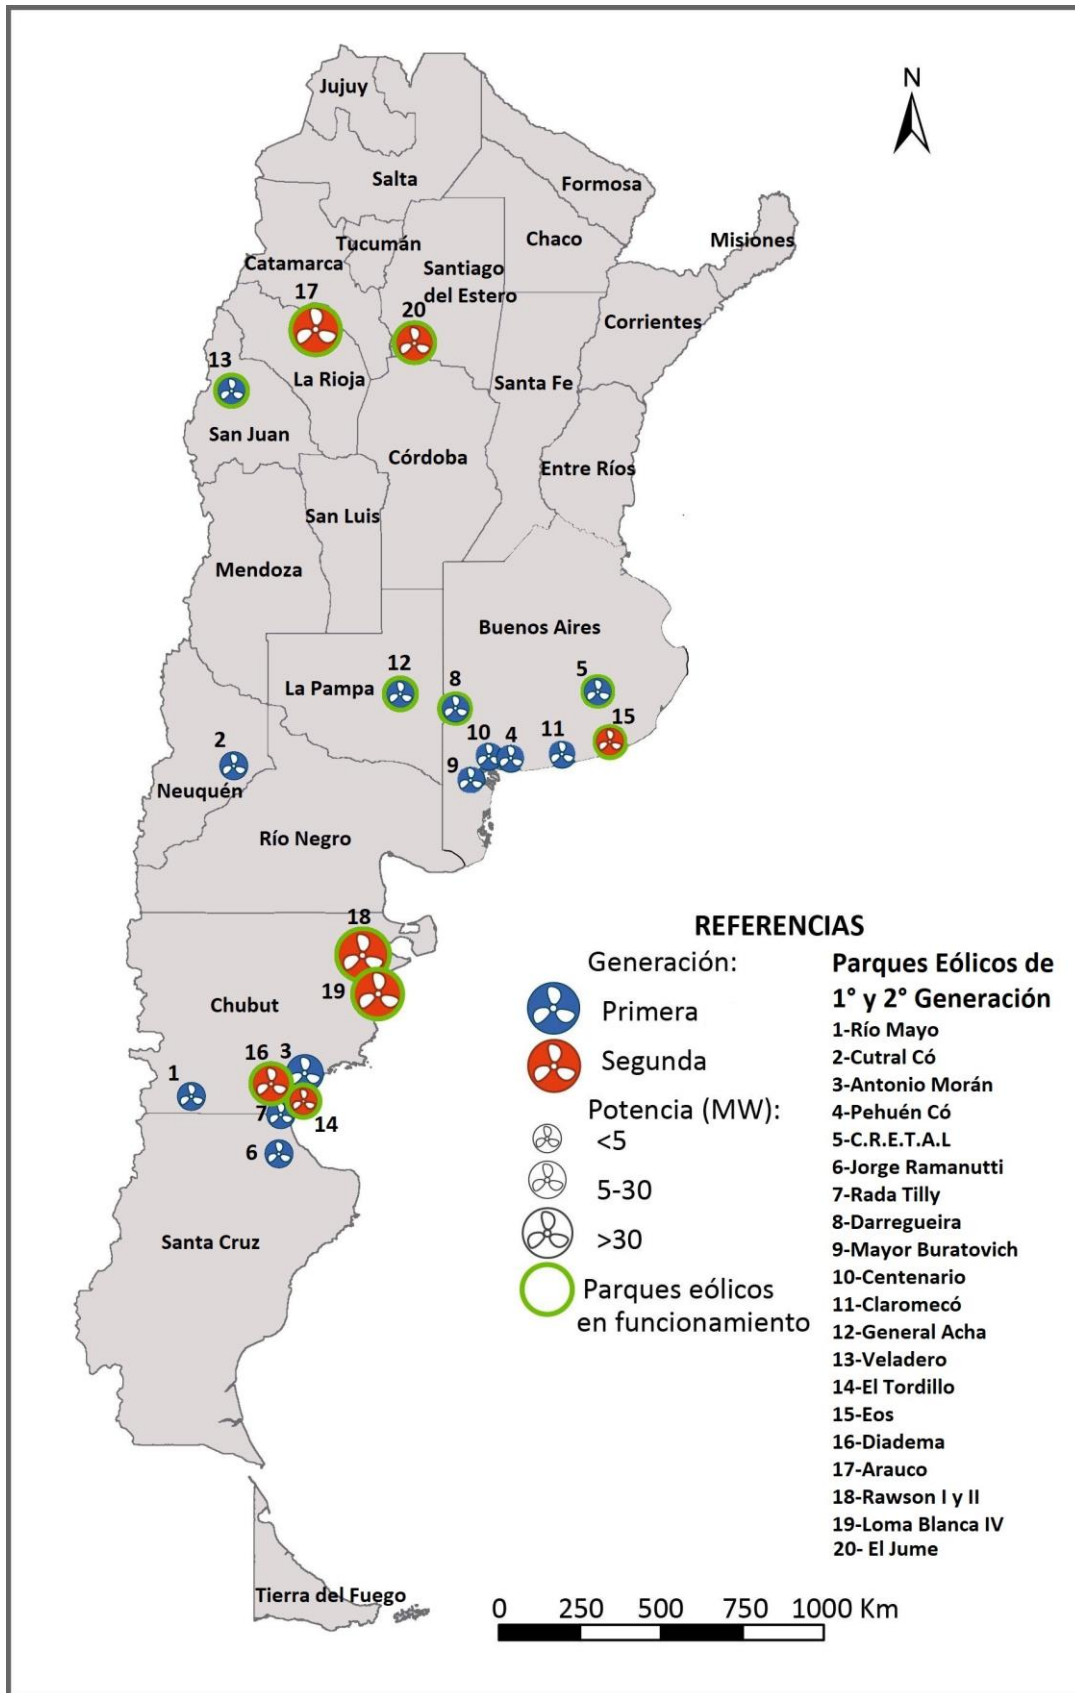 N
Jujuy
Salta
Formosa
Chaco
Misiones
Tucumán
Catamarca
Santiago
del Estero
Corrientes
17
20
13
La Rioja
Santa Fe
San Juan
Córdoba
Entre Ríos
San Luis
Mendoza
Buenos Aires
12
8
5
La Pampa
15
10
4
11
2
9
Neuquén
Río Negro
18
19
Chubut
16
3
1
7
14
6
Santa Cruz
Tierra del Fuego
REFERENCIAS
Generación:
Primera
Segunda
Potencia (MW):
<5
5-30
>30
Parques eólicos
en funcionamiento
Parques Eólicos de
1° y 2° Generación
1-Río Mayo
2-Cutral Có
3-Antonio Morán
4-Pehuén Có
5-C.R.E.T.A.L
6-Jorge Ramanutti
7-Rada Tilly
8-Darregueira
9-Mayor Buratovich
10-Centenario
11-Claromecó
12-General Acha
13-Veladero
14-El Tordillo
15-Eos
16-Diadema
17-Arauco
18-Rawson I y II
19-Loma Blanca IV
20- El Jume
0 250 500 750 1000 Km